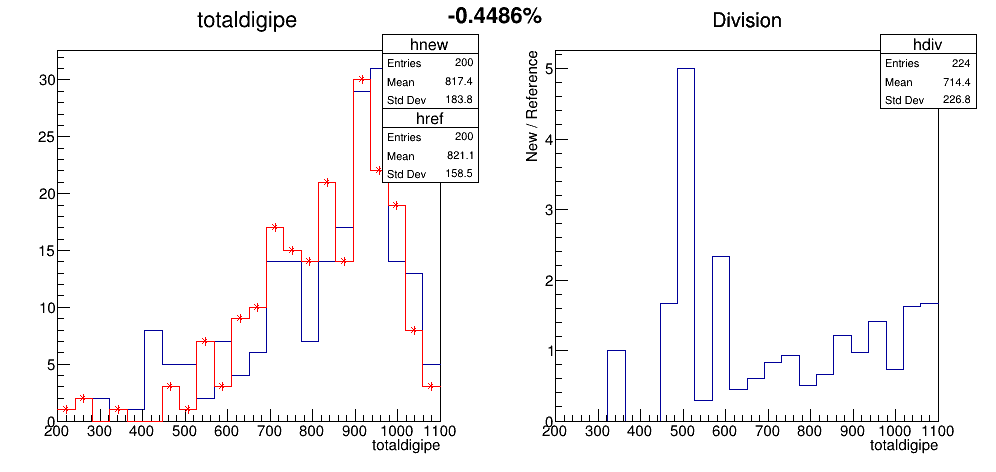 -0.4486%
totaldigipe
hnew
Entries 200
Mean 817.4
Std Dev 183.8
href
Entries 200
Mean 821.1
Std Dev 158.5
30
25
20
15
10
5
0
200 300 400 500 600 700 800 900 1000 1100
totaldigipe
Division
hdiv
Entries 224
Mean 714.4
Std Dev 226.8
New / Reference
5
4
3
2
1
0
200 300 400 500 600 700 800 900 1000 1100
totaldigipe